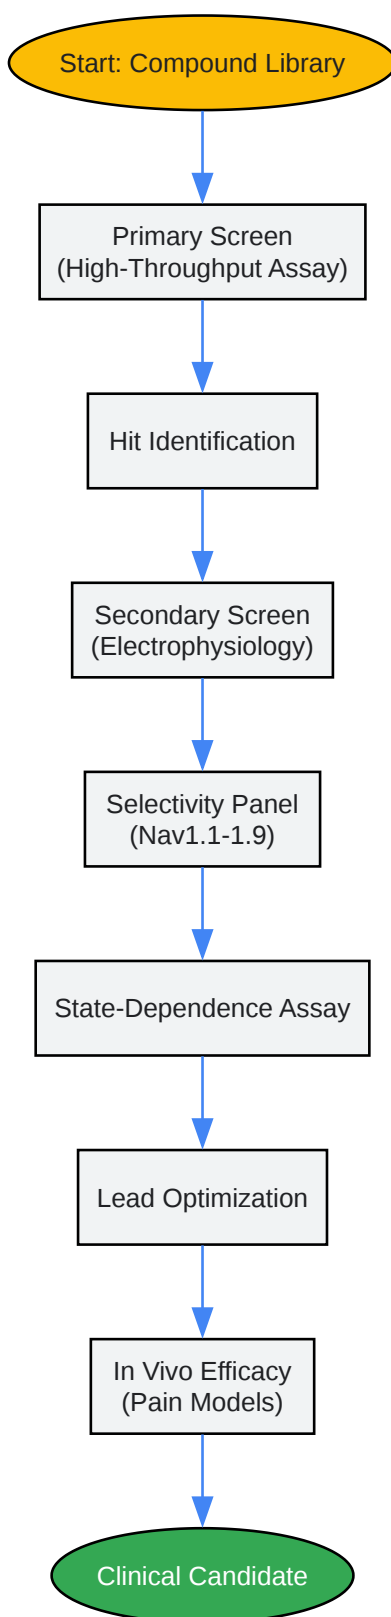 Start: Compound Library
Primary Screen
(High-Throughput Assay)
Hit Identification
Secondary Screen
(Electrophysiology)
Selectivity Panel
(Nav1.1-1.9)
State-Dependence Assay
Lead Optimization
In Vivo Efficacy
(Pain Models)
Clinical Candidate